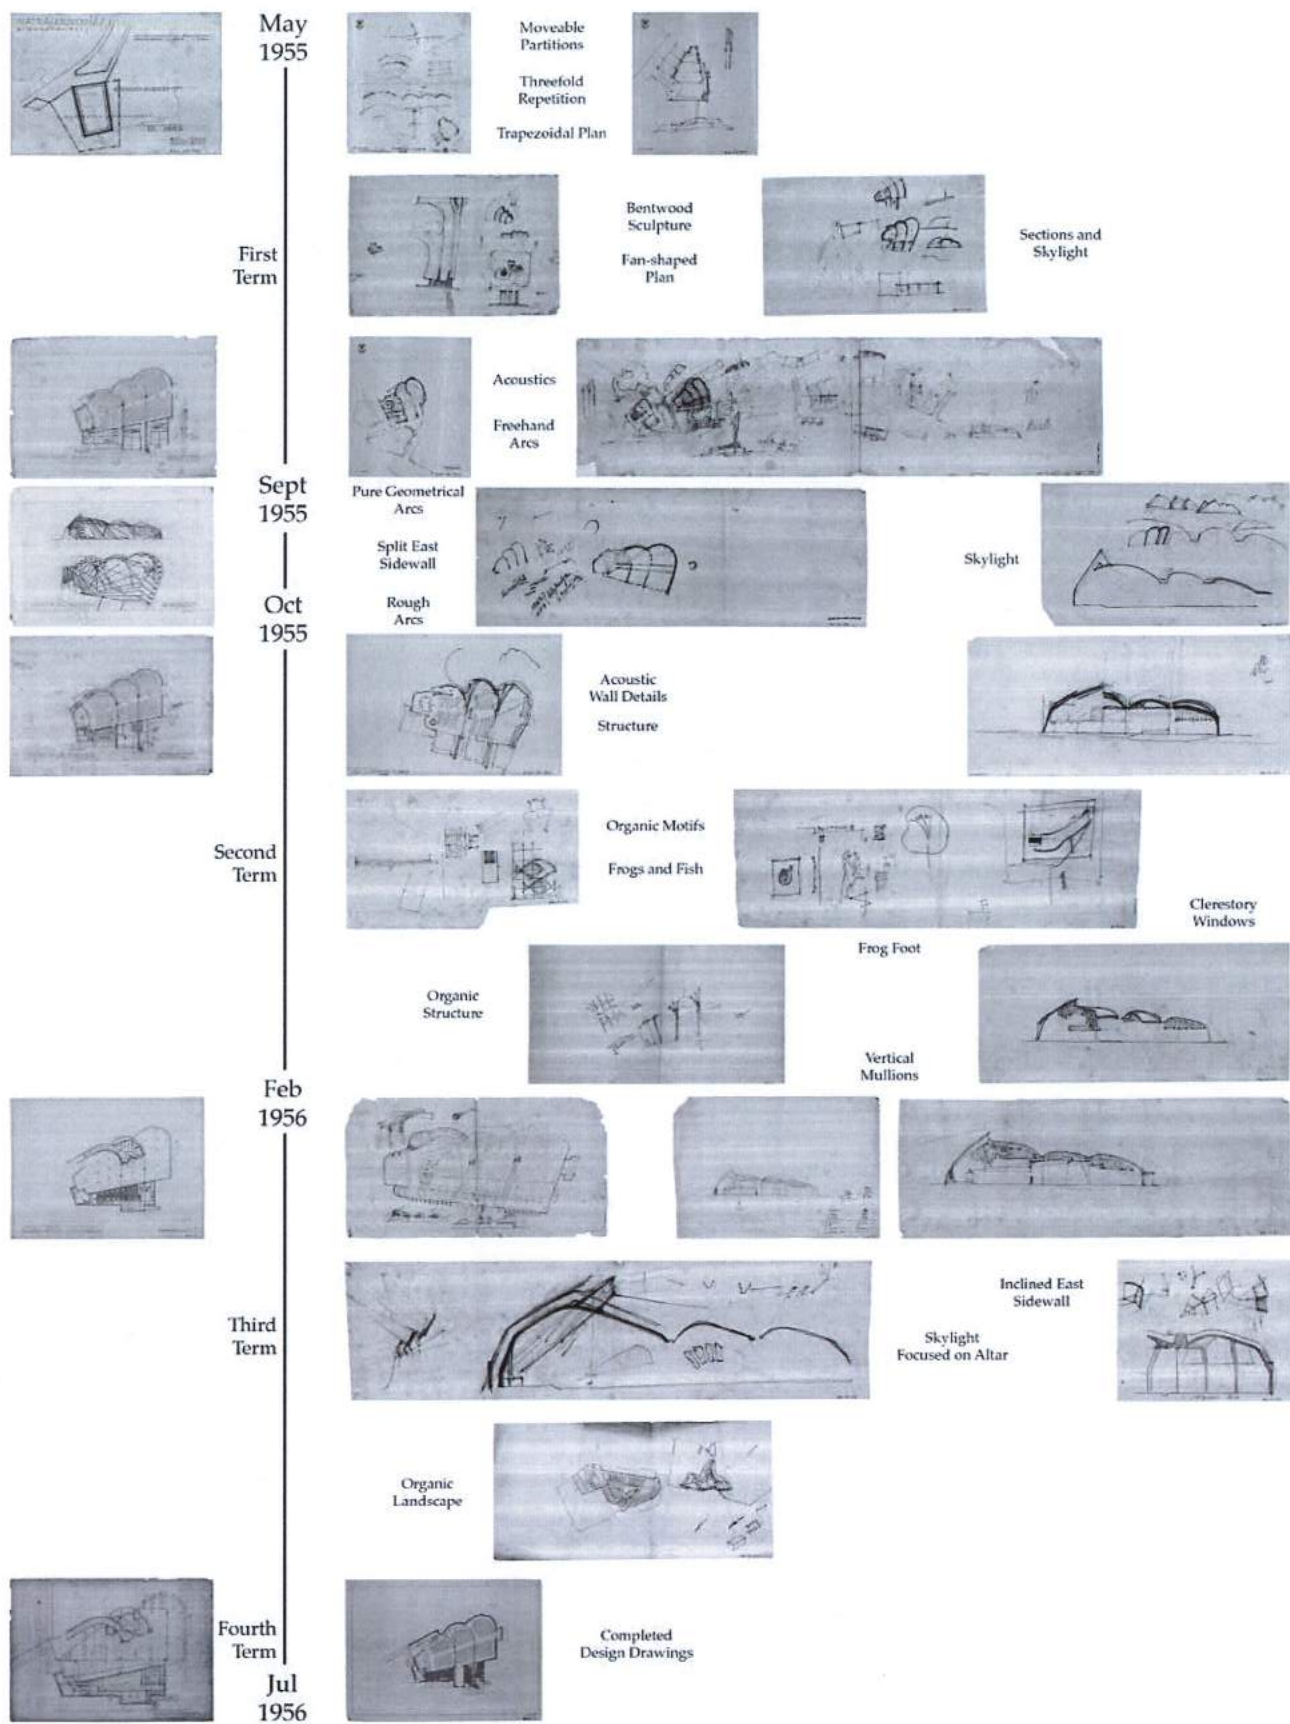 May
1955
Moveable
Partitions
Threefold
Repetition
Trapezoidal Plan
First
Term
Bentwood
Sculpture
Fan-shaped
Plan
Sections and
Skylight
Acoustics
Freehand
Arcs
Sept
1955
Pure Geometrical
Arcs
Split East
Sidewall
Rough
Arcs
Skylight
Oct
1955
Acoustic
Wall Details
Structure
Second
Term
Organic Motifs
Frogs and Fish
Clerestory
Windows
Frog Foot
Organic
Structure
Vertical
Mullions
Feb
1956
Third
Term
Inclined East
Sidewall
Skylight
Focused on Altar
Organic
Landscape
Fourth
Term
Completed
Design Drawings
Jul
1956